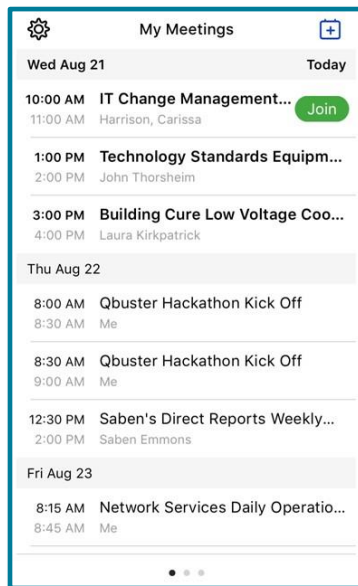 My Meetings
Wed Aug 21 Today
10:00 AM IT Change Management...
11:00 AM Harrison, Carissa
Join
1:00 PM Technology Standards Equipm...
2:00 PM John Thorsheim
3:00 PM Building Cure Low Voltage Coo...
4:00 PM Laura Kirkpatrick
Thu Aug 22
8:00 AM Qbuster Hackathon Kick Off
8:30 AM Me
8:30 AM Qbuster Hackathon Kick Off
9:00 AM Me
12:30 PM Saben's Direct Reports Weekly...
2:00 PM Saben Emmons
Fri Aug 23
8:15 AM Network Services Daily Operatio...
8:45 AM Me